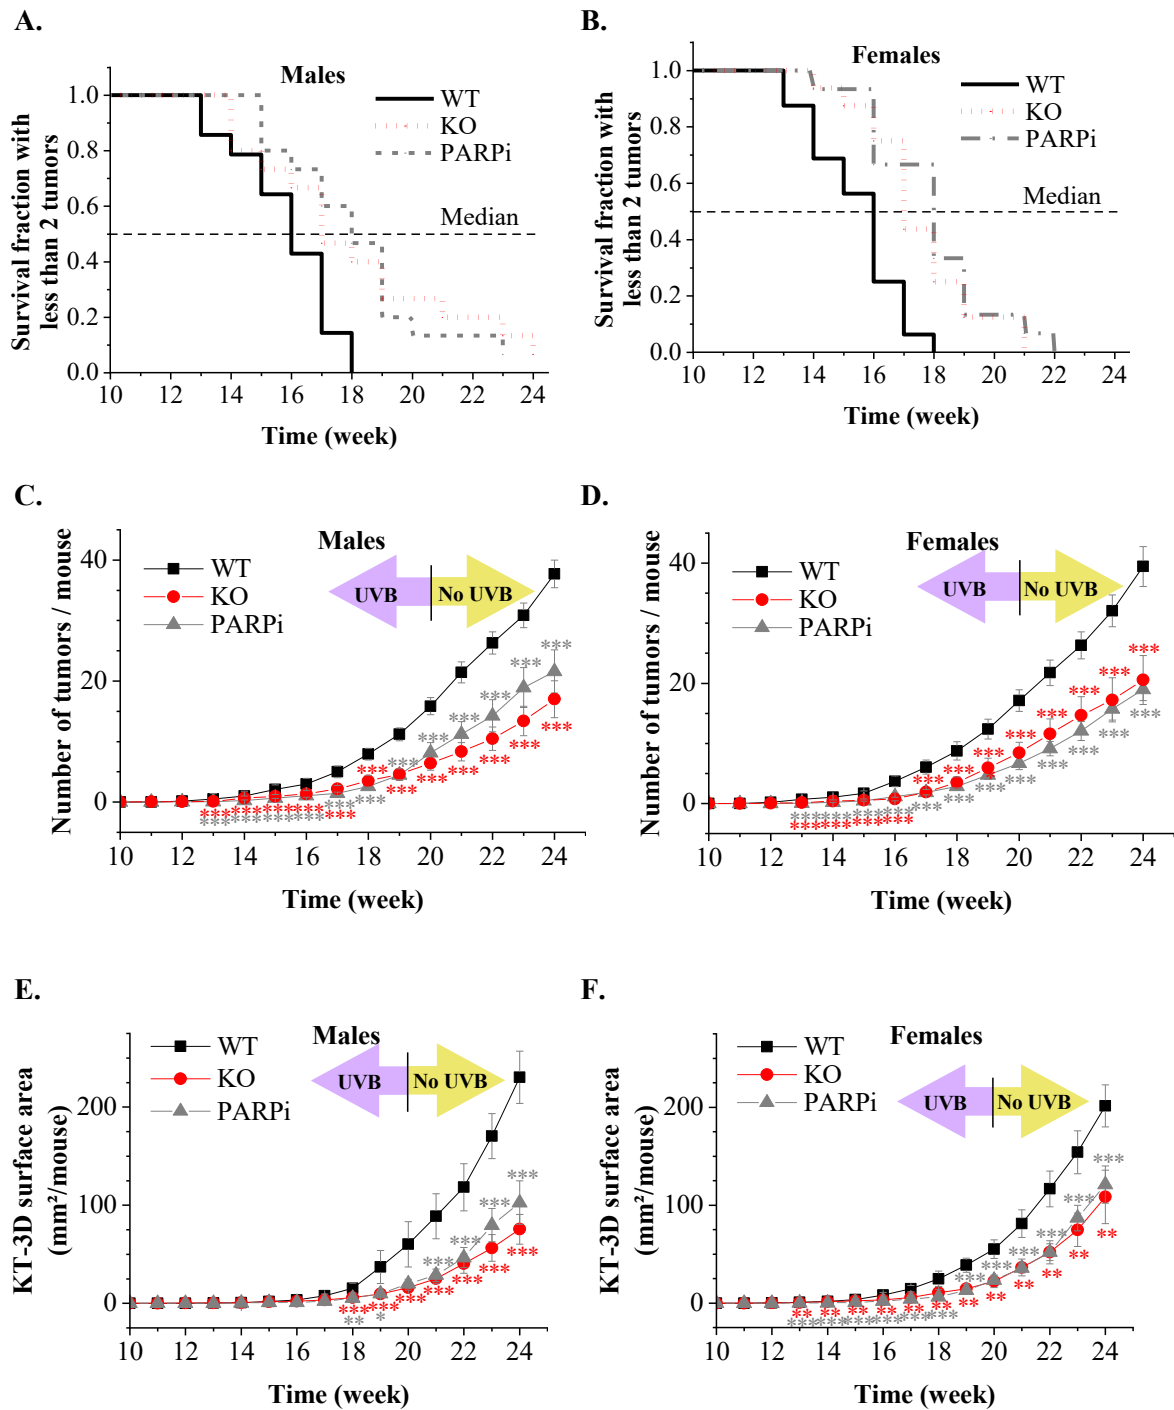 A.
Males
WT
KO
PARPi
Median
Survival fraction with
less than 2 tumors
1.0
0.8
0.6
0.4
0.2
0.0
10 12 14 16 18 20 22 24
Time (week)
B.
Females
WT
KO
PARPi
Median
Survival fraction with
less than 2 tumors
1.0
0.8
0.6
0.4
0.2
0.0
10 12 14 16 18 20 22 24
Time (week)
C.
Males
WT
KO
PARPi
UVB
No UVB
Number of tumors / mouse
40
20
0
10 12 14 16 18 20 22 24
Time (week)
D.
Females
WT
KO
PARPi
UVB
No UVB
Number of tumors / mouse
40
20
0
10 12 14 16 18 20 22 24
Time (week)
E.
Males
WT
KO
PARPi
UVB
No UVB
KT-3D surface area
(mm²/mouse)
200
100
0
10 12 14 16 18 20 22 24
Time (week)
F.
Females
WT
KO
PARPi
UVB
No UVB
KT-3D surface area
(mm²/mouse)
200
100
0
10 12 14 16 18 20 22 24
Time (week)